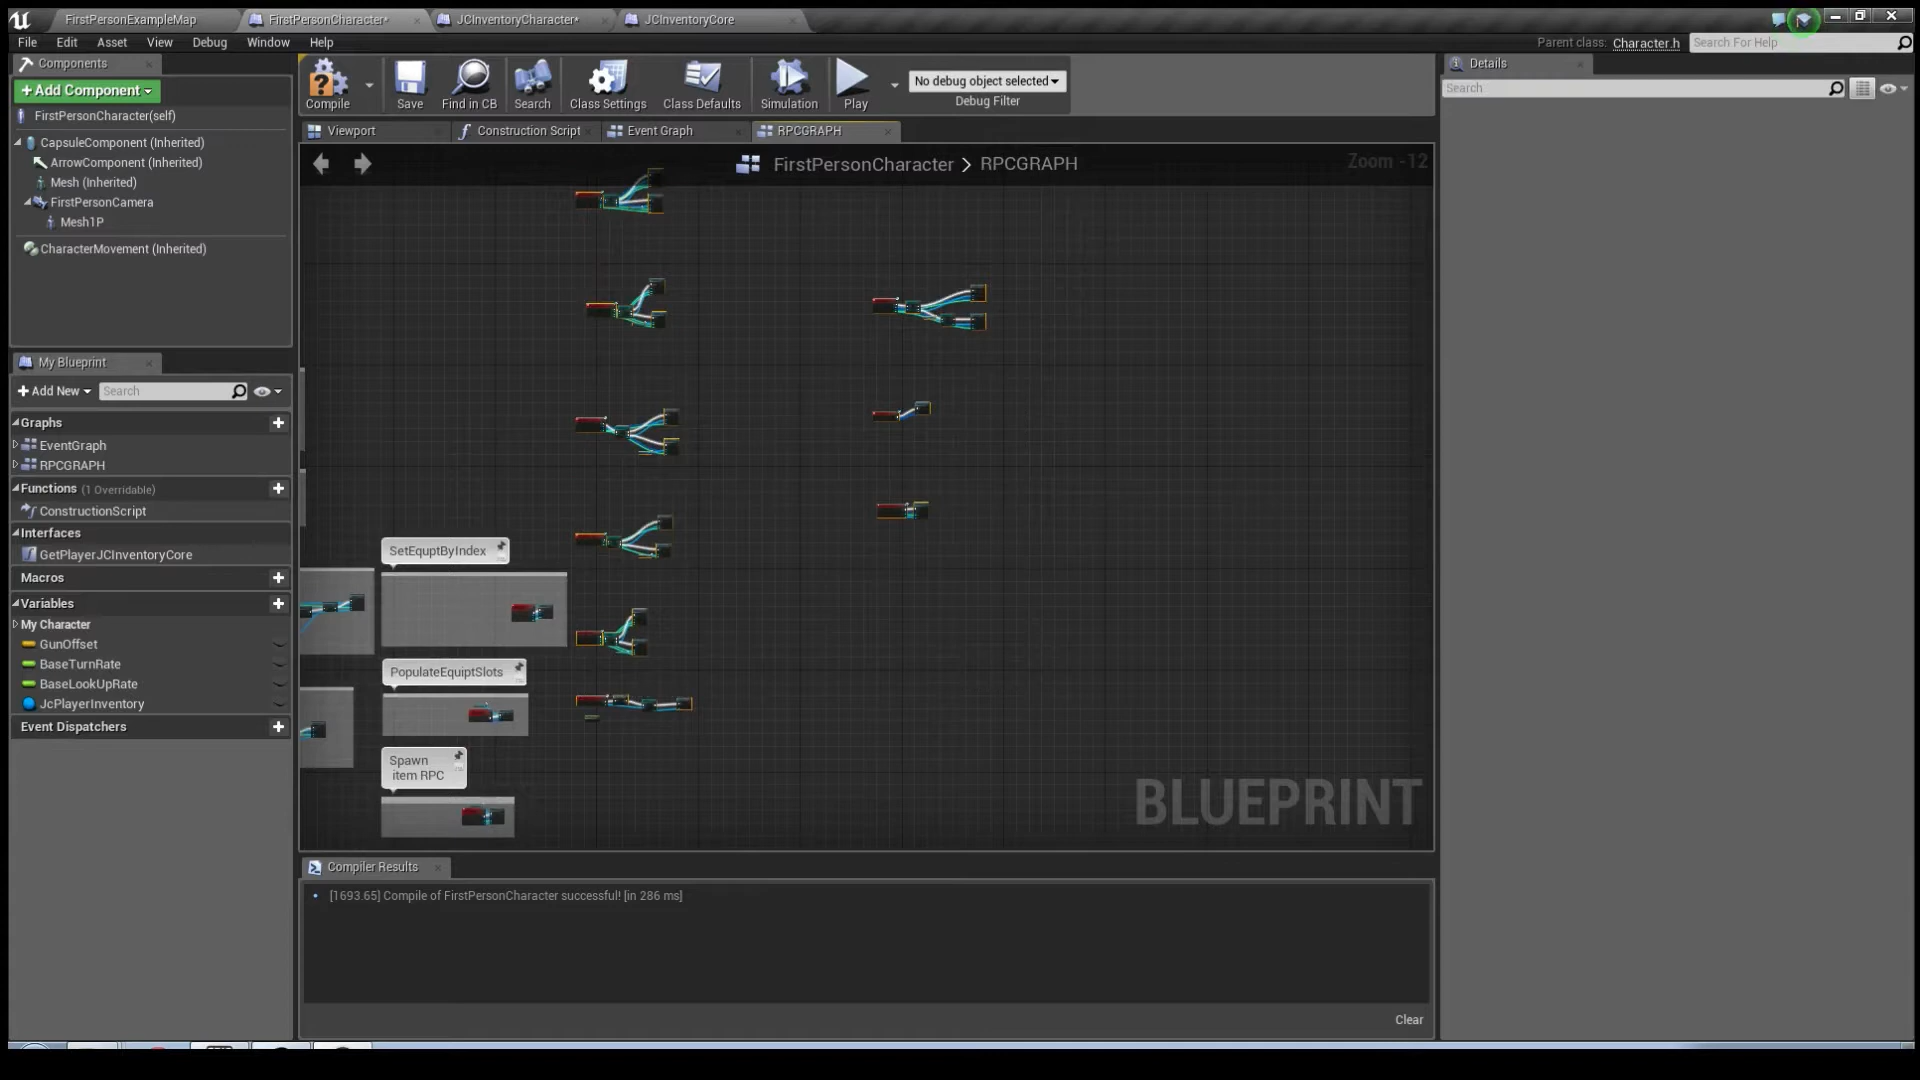 FirstPersonExampleMap
FirstPersonCharacter*
JCInventoryCharacter*
JCInventoryCore
File Edit Asset View Debug Window Help
Parent class: Character.h
Search For Help
Components
+Add Component
FirstPersonCharacter(self)
CapsuleComponent (Inherited)
ArrowComponent (Inherited)
Mesh (Inherited)
FirstPersonCamera
Mesh1P
CharacterMovement (Inherited)
Compile
Save
Find in CB
Search
Class Settings
Class Defaults
Simulation
Play
No debug object selected
Debug Filter
Details
Search
Viewport
Construction Script
Event Graph
RPCGRAPH
FirstPersonCharacter > RPCGRAPH
Zoom -12
My Blueprint
+Add New
Search
Graphs
EventGraph
RPCGRAPH
Functions (1 Overridable)
ConstructionScript
Interfaces
GetPlayerJCInventoryCore
Macros
Variables
My Character
GunOffset
BaseTurnRate
BaseLookUpRate
JcPlayerInventory
Event Dispatchers
SetEquptByIndex
PopulateEquiptSlots
Spawn
item RPC
BLUEPRINT
Compiler Results
[1693.65] Compile of FirstPersonCharacter successful! [in 286 ms]
Clear